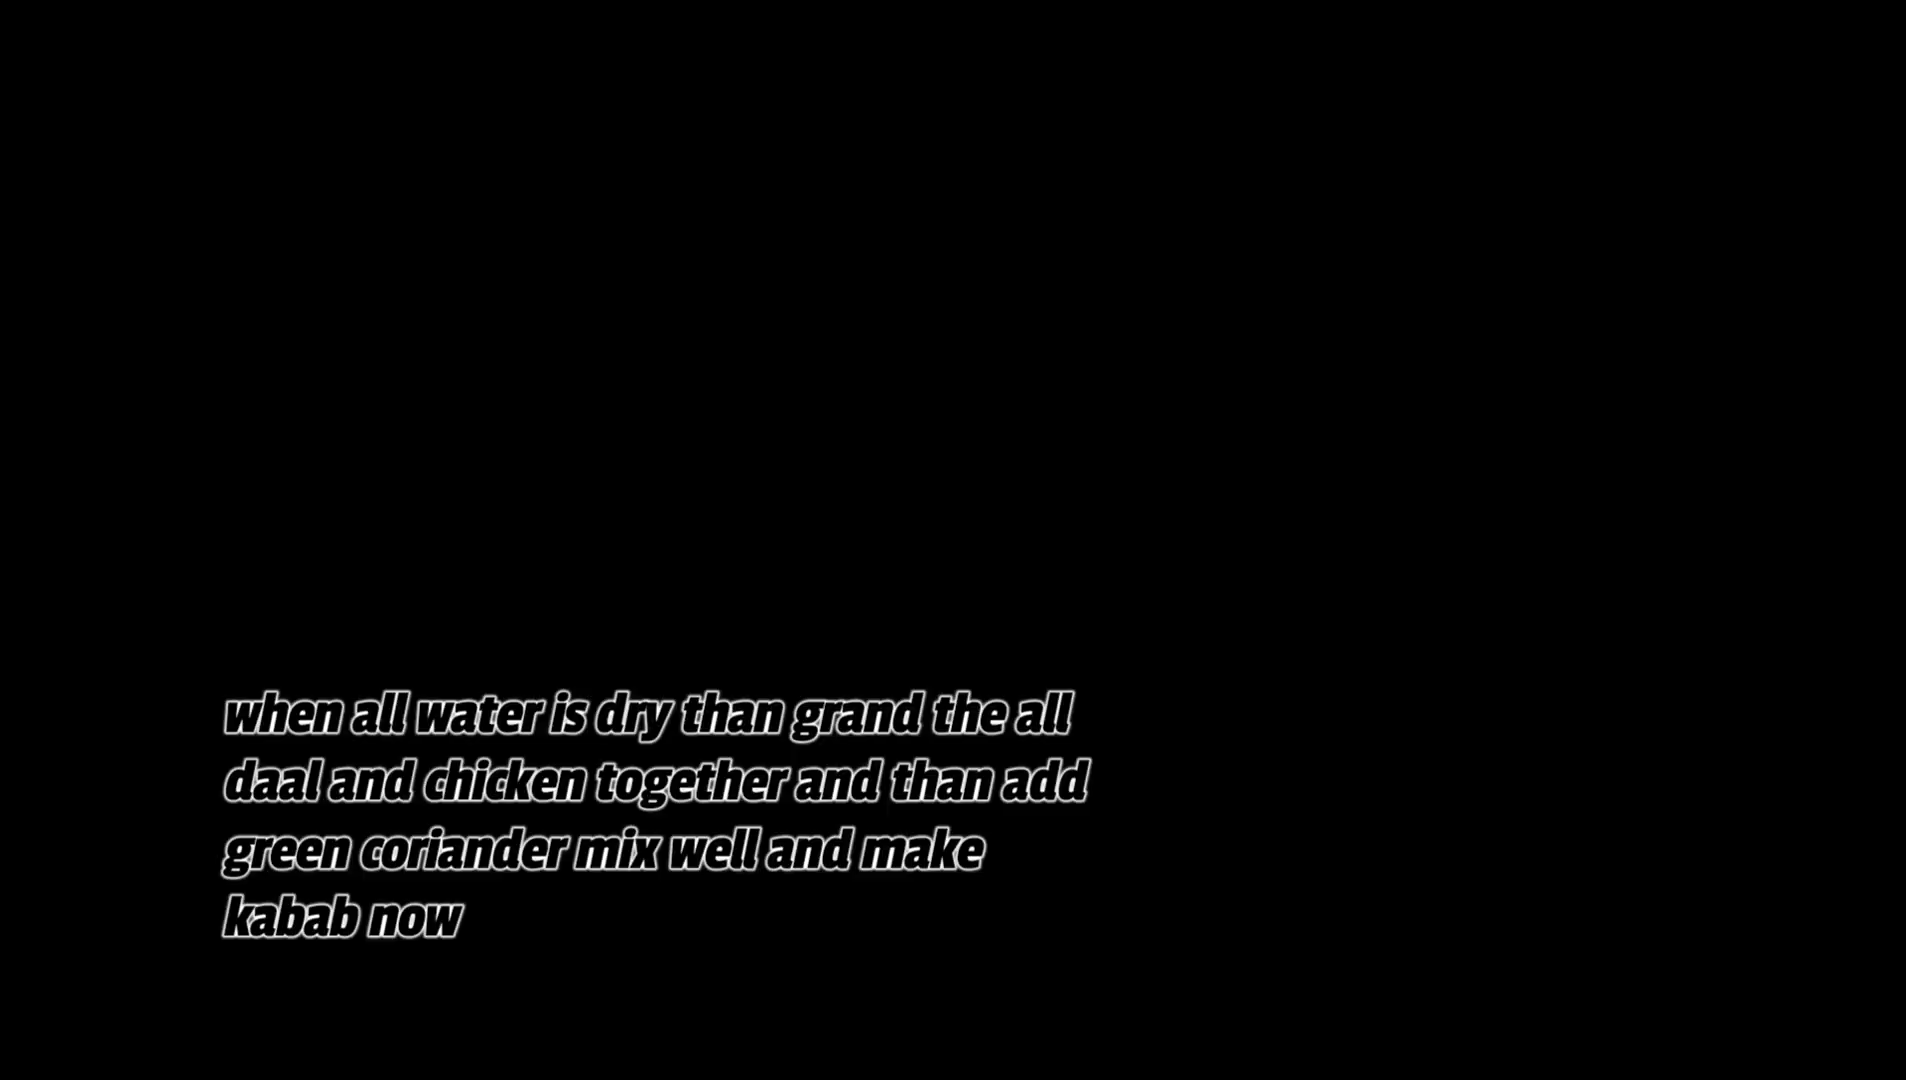 when all water is dry than grand the all
daal and chicken together and than add
green coriander mix well and make
kabab now